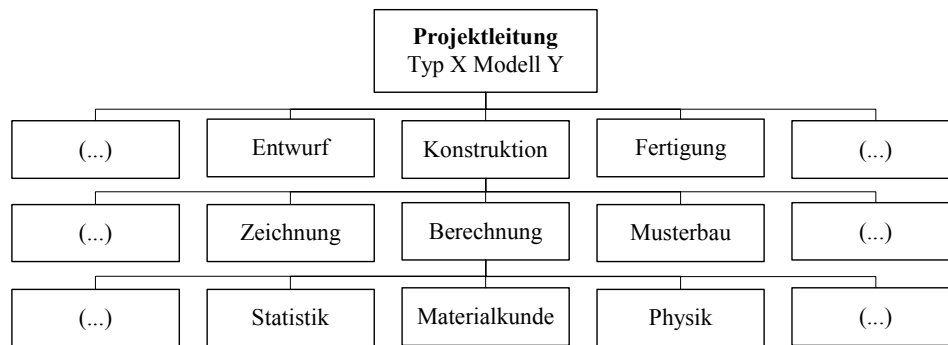 Projektleitung
Typ X Modell Y
(...)
Entwurf
Konstruktion
Fertigung
(...)
(...)
Zeichnung
Berechnung
Musterbau
(...)
(...)
Statistik
Materialkunde
Physik
(...)